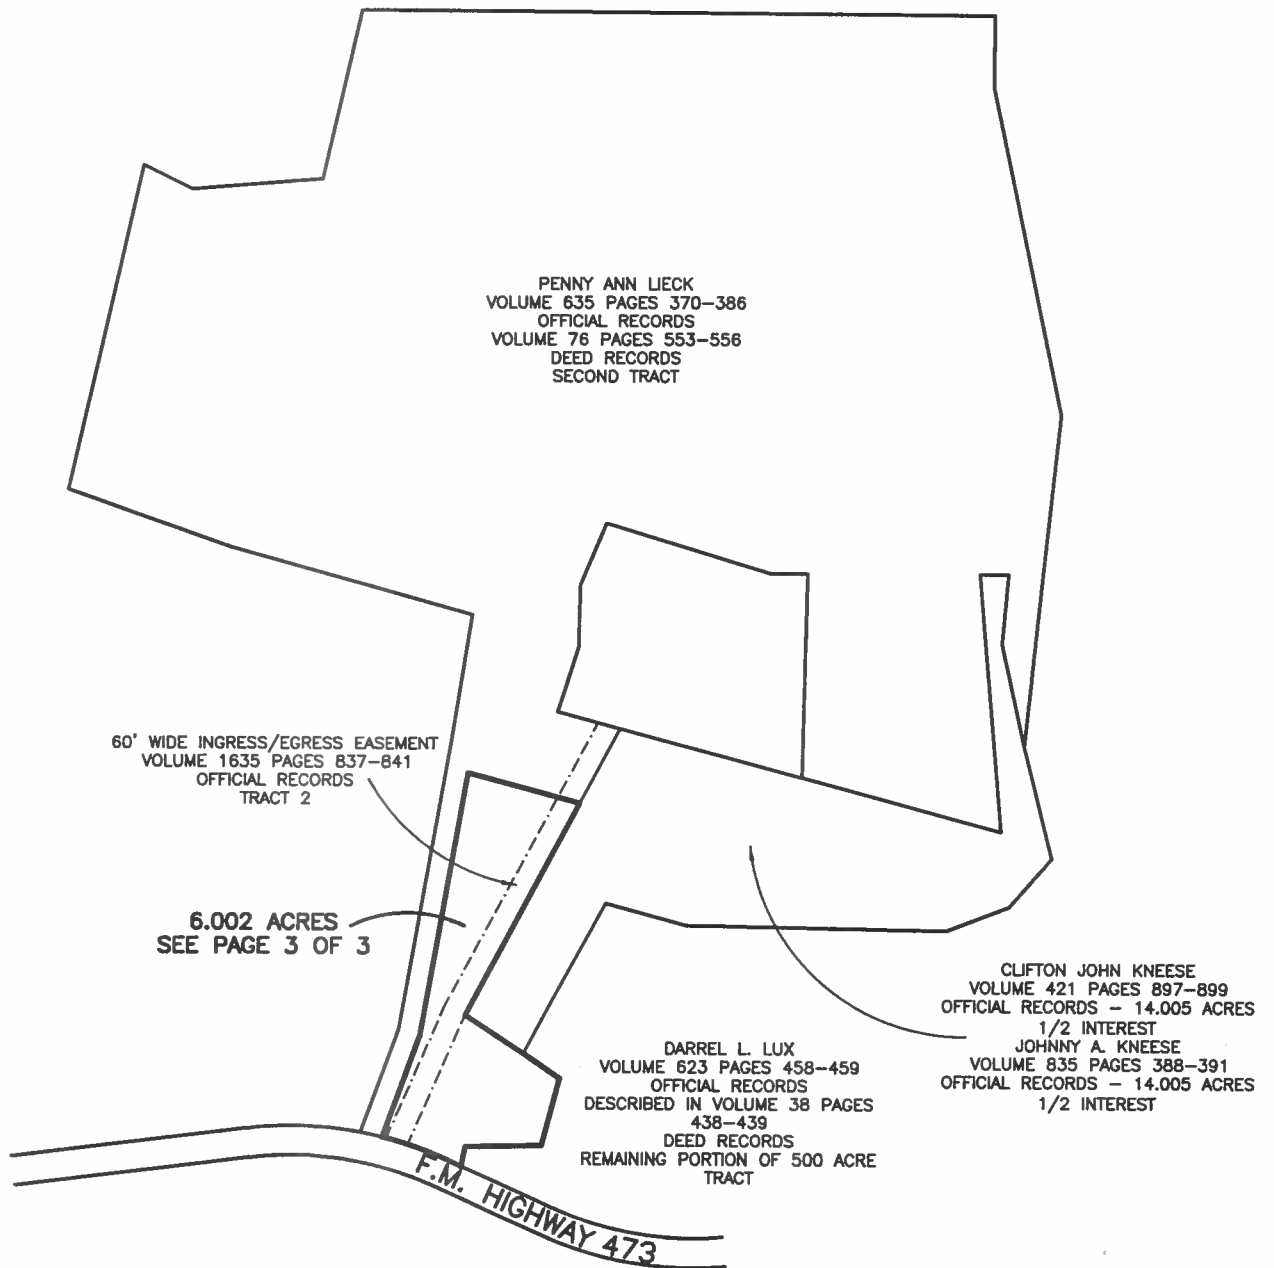 PENNY ANN LIECK
VOLUME 635 PAGES 370-386
OFFICIAL RECORDS
VOLUME 76 PAGES 553-556
DEED RECORDS
SECOND TRACT
60' WIDE INGRESS/EGRESS EASEMENT
VOLUME 1635 PAGES 837-841
OFFICIAL RECORDS
TRACT 2
6.002 ACRES
SEE PAGE 3 OF 3
CLIFTON JOHN KNEESE
VOLUME 421 PAGES 897-899
OFFICIAL RECORDS - 14.005 ACRES
1/2 INTEREST
JOHNNY A. KNEESE
VOLUME 835 PAGES 388-391
OFFICIAL RECORDS - 14.005 ACRES
1/2 INTEREST
DARREL L. LUX
VOLUME 623 PAGES 458-459
OFFICIAL RECORDS
DESCRIBED IN VOLUME 38 PAGES
438-439
DEED RECORDS
REMAINING PORTION OF 500 ACRE
TRACT
F.M. HIGHWAY 473